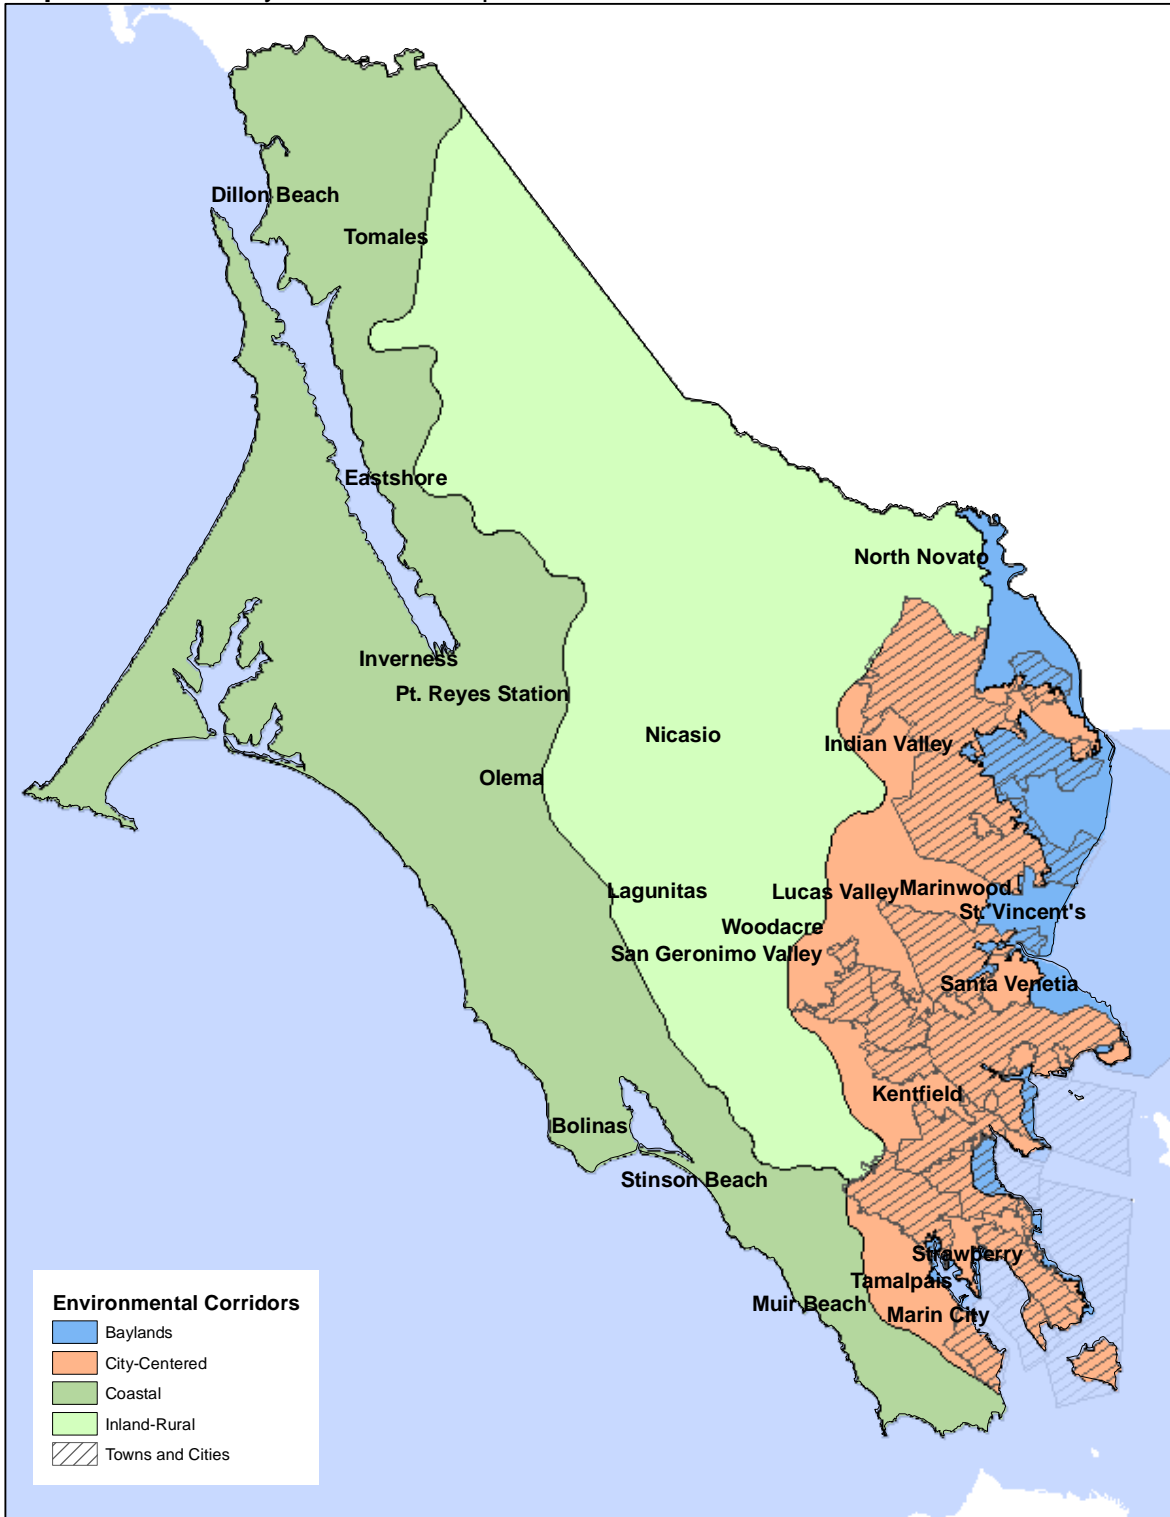 Dillon Beach
Tomales
Eastshore
North Novato
Inverness
Pt. Reyes Station
Nicasio
Indian Valley
Olema
Lagunitas
Lucas Valley
Marinwood
St. Vincent's
Woodacre
San Geronimo Valley
Santa Venetia
Kentfield
Bolinas
Stinson Beach
Strawberry
Tamalpais
Muir Beach
Marin City
Environmental Corridors
Baylands
City-Centered
Coastal
Inland-Rural
Towns and Cities